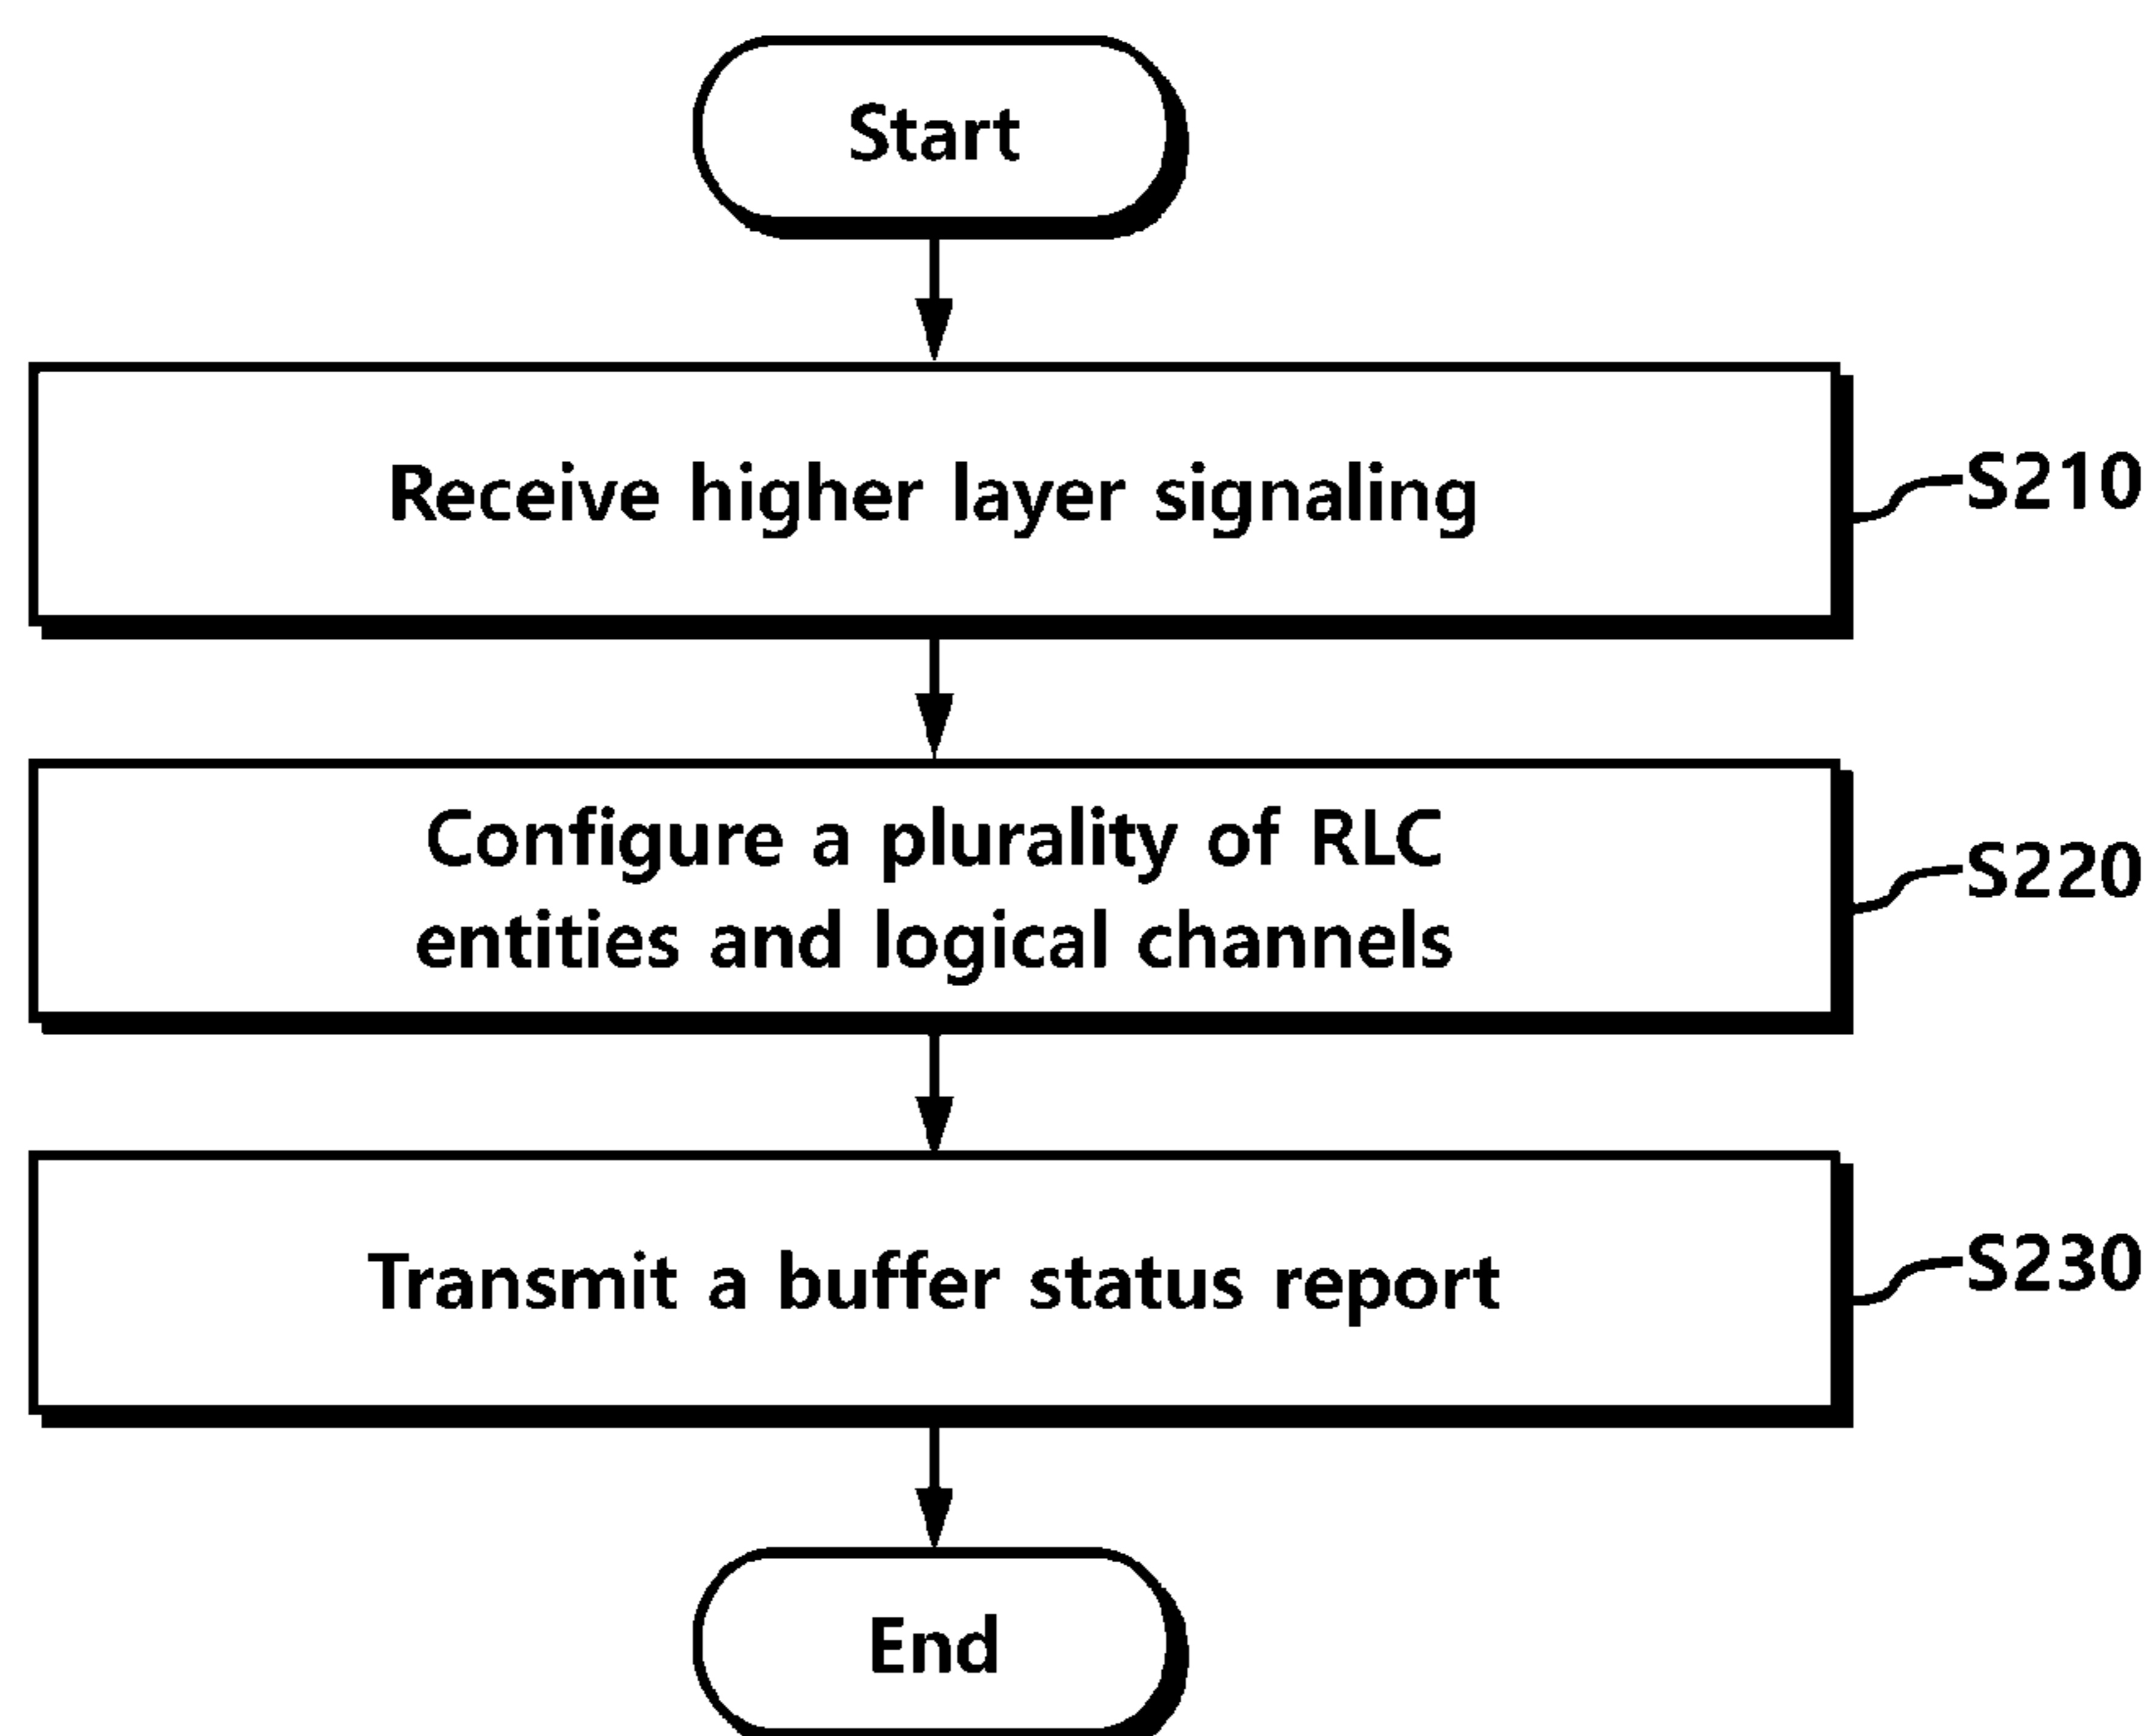 Start
Receive higher layer signaling
S210
Configure a plurality of RLC
entities and logical channels
S220
Transmit a buffer status report
S230
End